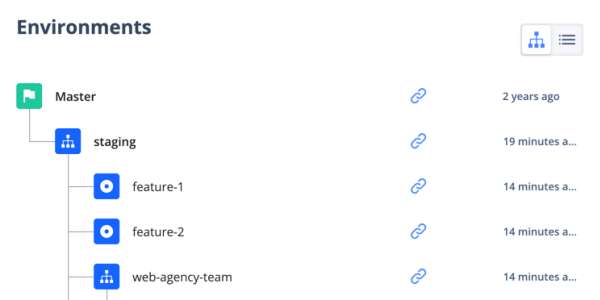 Environments
Master 2 years ago
staging 19 minutes a...
feature-1 14 minutes a...
feature-2 14 minutes a...
web-agency-team 14 minutes a...